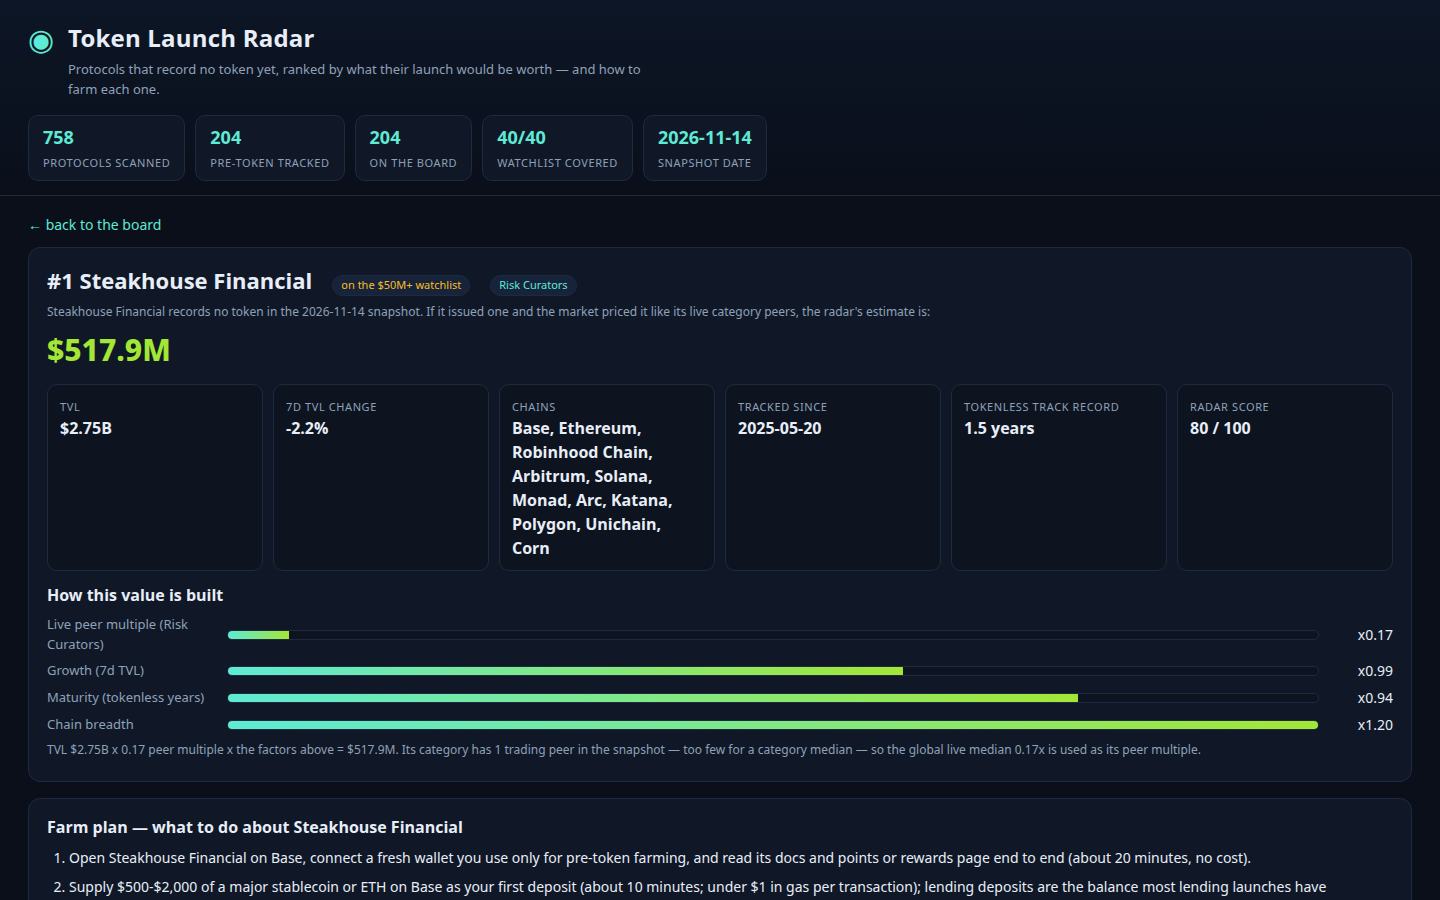 Token Launch Radar
Protocols that record no token yet, ranked by what their launch would be worth — and how to
farm each one.
758
PROTOCOLS SCANNED
204
PRE-TOKEN TRACKED
204
ON THE BOARD
40/40
WATCHLIST COVERED
2026-11-14
SNAPSHOT DATE
← back to the board
#1 Steakhouse Financial
on the $50M+ watchlist
Risk Curators
Steakhouse Financial records no token in the 2026-11-14 snapshot. If it issued one and the market priced it like its live category peers, the radar's estimate is:
$517.9M
TVL
$2.75B
7D TVL CHANGE
-2.2%
CHAINS
Base, Ethereum,
Robinhood Chain,
Arbitrum, Solana,
Monad, Arc, Katana,
Polygon, Unichain,
Corn
TRACKED SINCE
2025-05-20
TOKENLESS TRACK RECORD
1.5 years
RADAR SCORE
80 / 100
How this value is built
Live peer multiple (Risk
Curators)
x0.17
Growth (7d TVL)
x0.99
Maturity (tokenless years)
x0.94
Chain breadth
x1.20
TVL $2.75B x 0.17 peer multiple x the factors above = $517.9M. Its category has 1 trading peer in the snapshot — too few for a category median — so the global live median 0.17x is used as its peer multiple.
Farm plan — what to do about Steakhouse Financial
1. Open Steakhouse Financial on Base, connect a fresh wallet you use only for pre-token farming, and read its docs and points or rewards page end to end (about 20 minutes, no cost).
2. Supply $500-$2,000 of a major stablecoin or ETH on Base as your first deposit (about 10 minutes; under $1 in gas per transaction); lending deposits are the balance most lending launches have